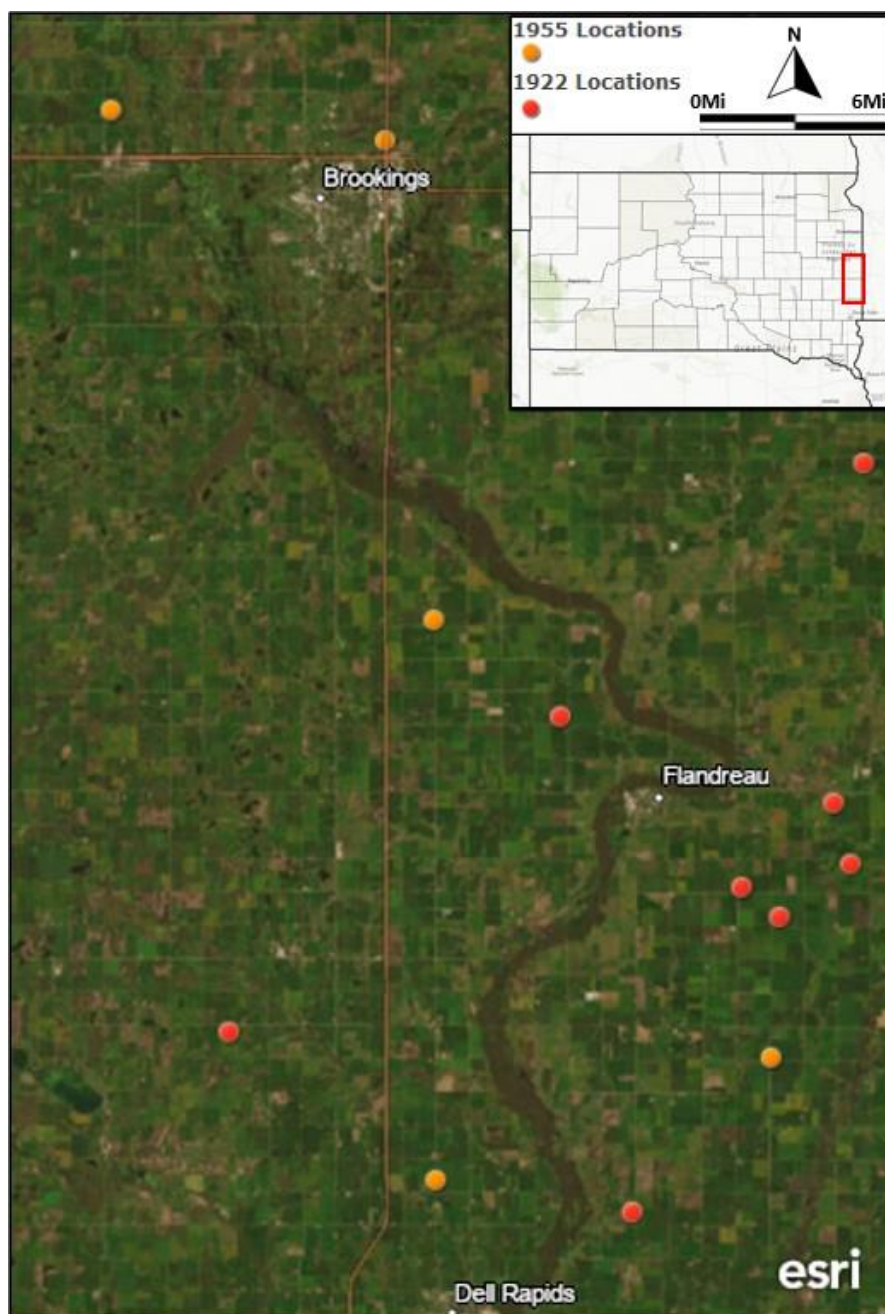 1955 Locations
1922 Locations
N
0Mi 6Mi
Brookings
Flandreau
Dell Rapids
esri